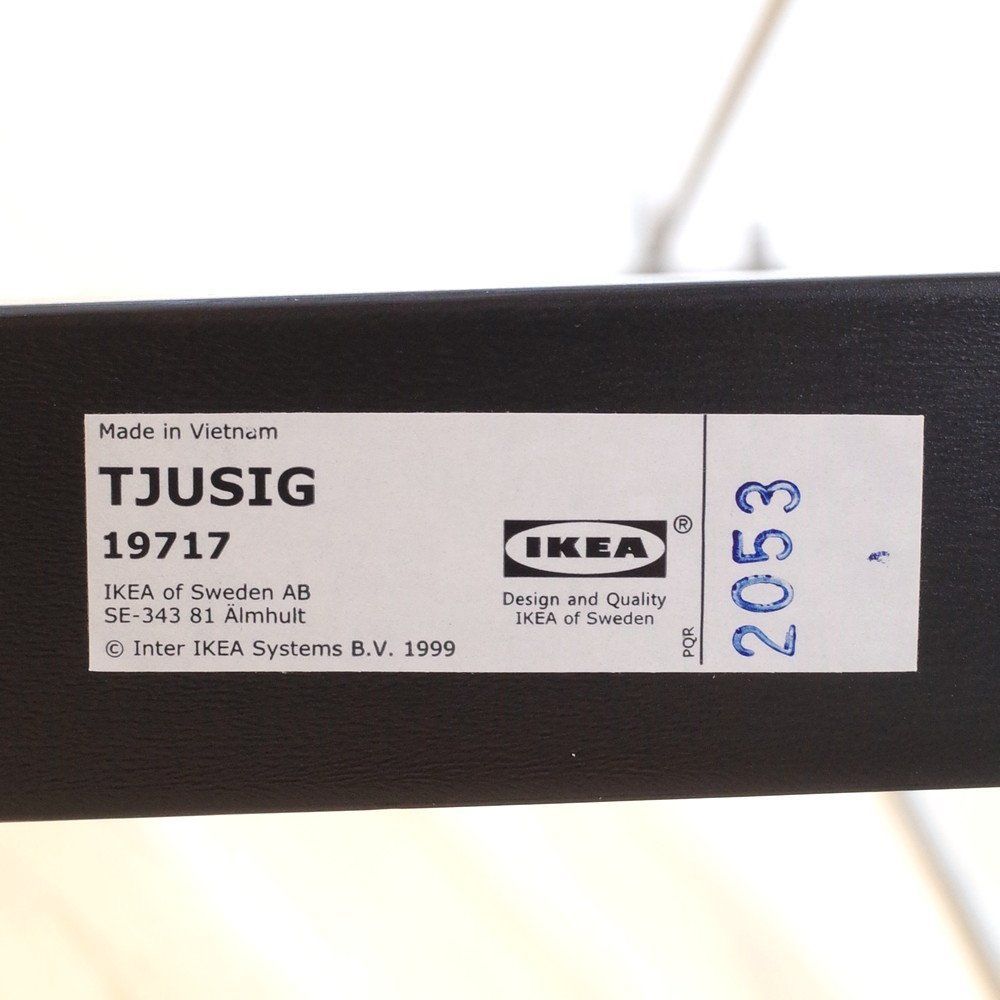 Made in Vietnam
TJUSIG
19717
IKEA of Sweden AB
SE-343 81 Älmhult
© Inter IKEA Systems B.V. 1999
IKEA®
Design and Quality
IKEA of Sweden
PQR
2053